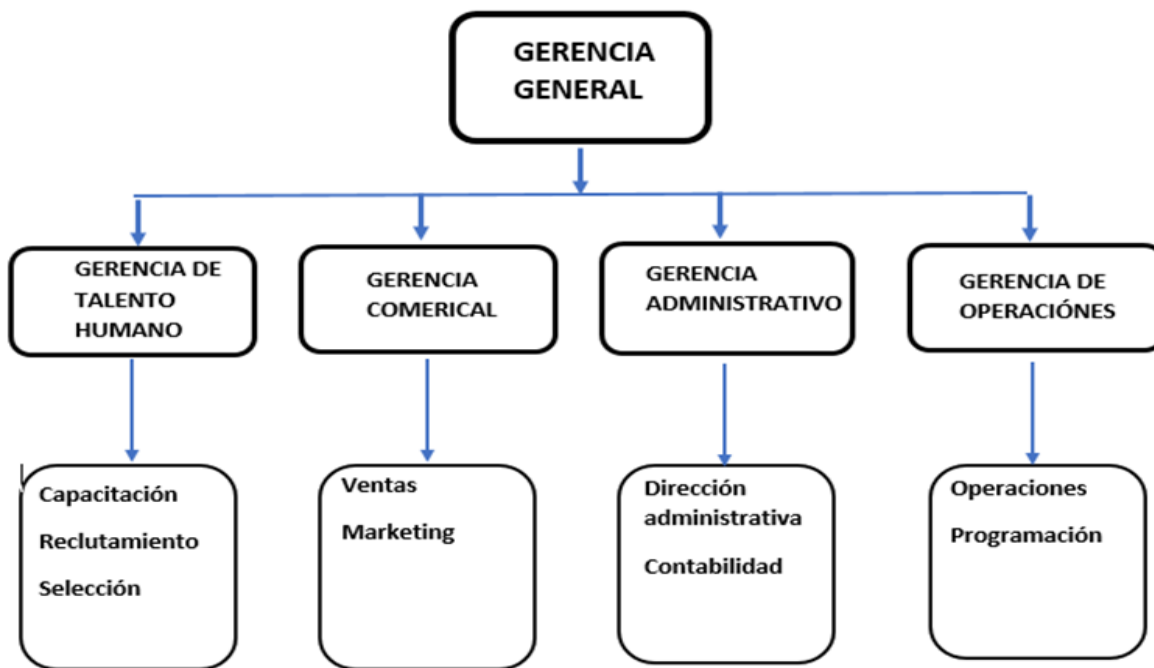 GERENCIA
GENERAL
GERENCIA DE
TALENTO
HUMANO
GERENCIA
COMERICAL
GERENCIA
ADMINISTRATIVO
GERENCIA DE
OPERACIÓNES
Capacitación
Reclutamiento
Selección
Ventas
Marketing
Dirección
administrativa
Contabilidad
Operaciones
Programación